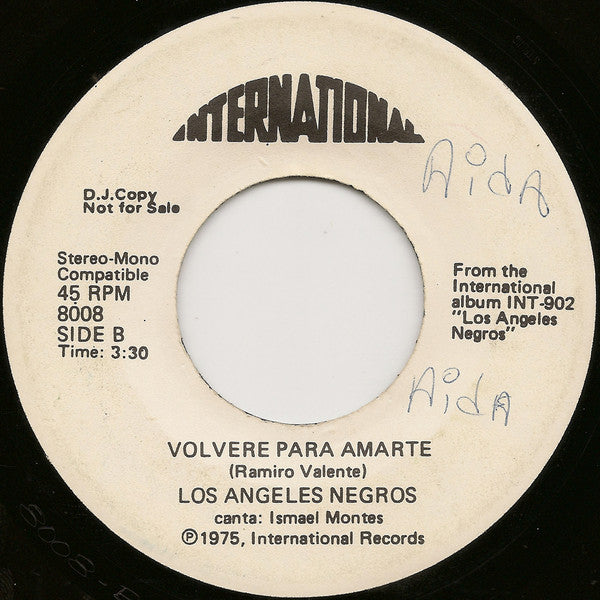 INTERNATIONAL
D.J.Copy
Not for Sale
Aida
Stereo-Mono
Compatible
45 RPM
8008
SIDE B
Time: 3:30
From the
International
album INT-902
"Los Angeles
Negros"
Aida
VOLVERE PARA AMARTE
(Ramiro Valente)
LOS ANGELES NEGROS
canta: Ismael Montes
℗1975, International Records
8008-B